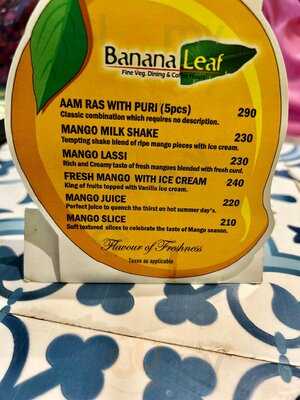 Banana Leaf
Fine Veg. Dining & Coffee House
AAM RAS WITH PURI (5pcs) 290
Classic combination which requires no description.
MANGO MILK SHAKE 230
Tempting shake blend of ripe mango pieces with ice cream.
MANGO LASSI 230
Rich and Creamy taste of fresh mangoes blended with fresh curd.
FRESH MANGO WITH ICE CREAM 240
King of fruits topped with Vanilla ice cream.
MANGO JUICE 220
Perfect juice to quench the thirst on hot summer day's.
MANGO SLICE 210
Soft textured slices to celebrate the taste of Mango season.
Flavour of Freshness
Taxes as applicable